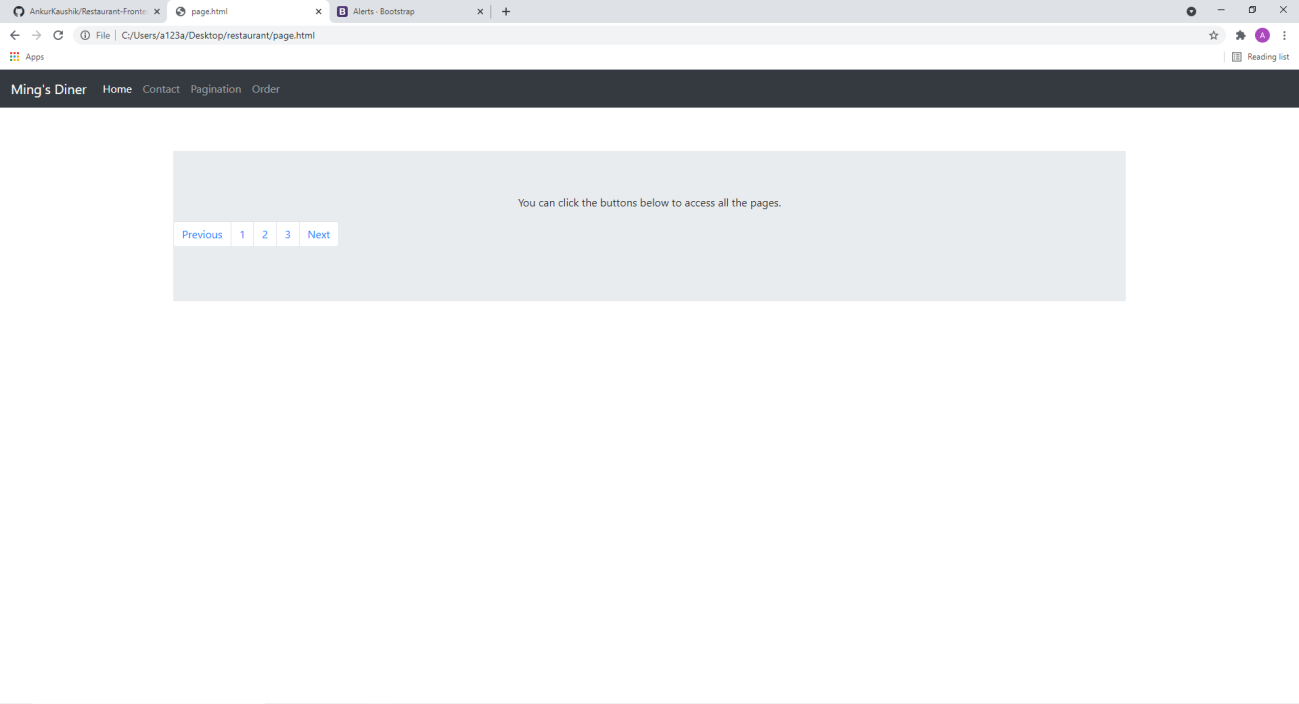 AnkurKaushik/Restaurant-Fronte
page.html
Alerts · Bootstrap
File
C:/Users/a123a/Desktop/restaurant/page.html
A
Apps
Reading list
Ming's Diner Home Contact Pagination Order
You can click the buttons below to access all the pages.
Previous 1 2 3 Next